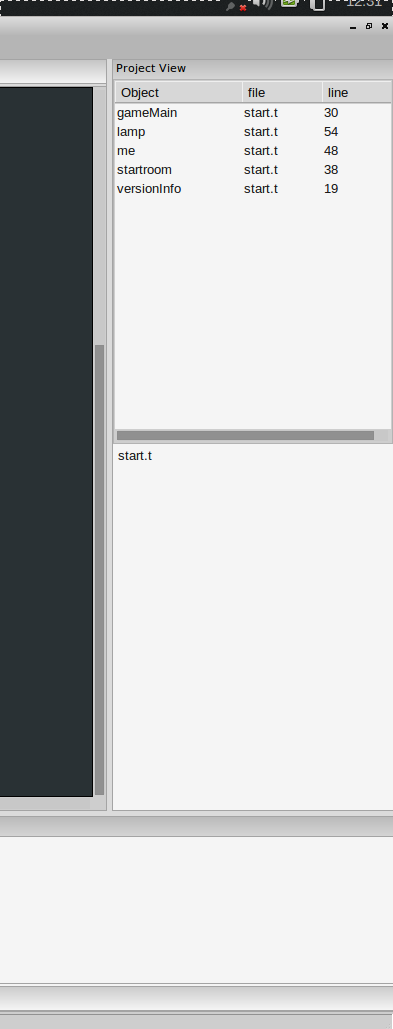 12:31
Project View
Object file line
gameMain start.t 30
lamp start.t 54
me start.t 48
startroom start.t 38
versionInfo start.t 19
start.t